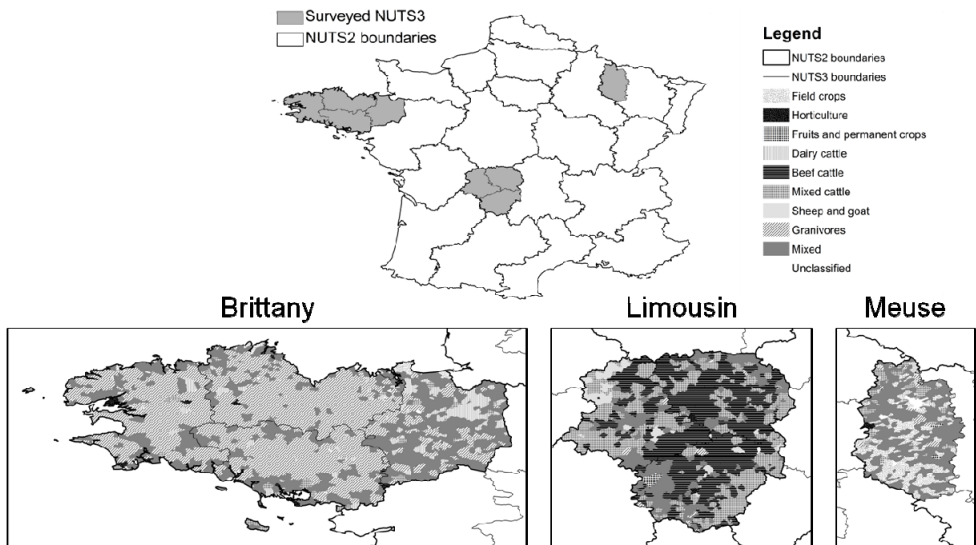 Surveyed NUTS3
NUTS2 boundaries
Legend
NUTS2 boundaries
NUTS3 boundaries
Field crops
Horticulture
Fruits and permanent crops
Dairy cattle
Beef cattle
Mixed cattle
Sheep and goat
Granivores
Mixed
Unclassified
Brittany
Limousin
Meuse